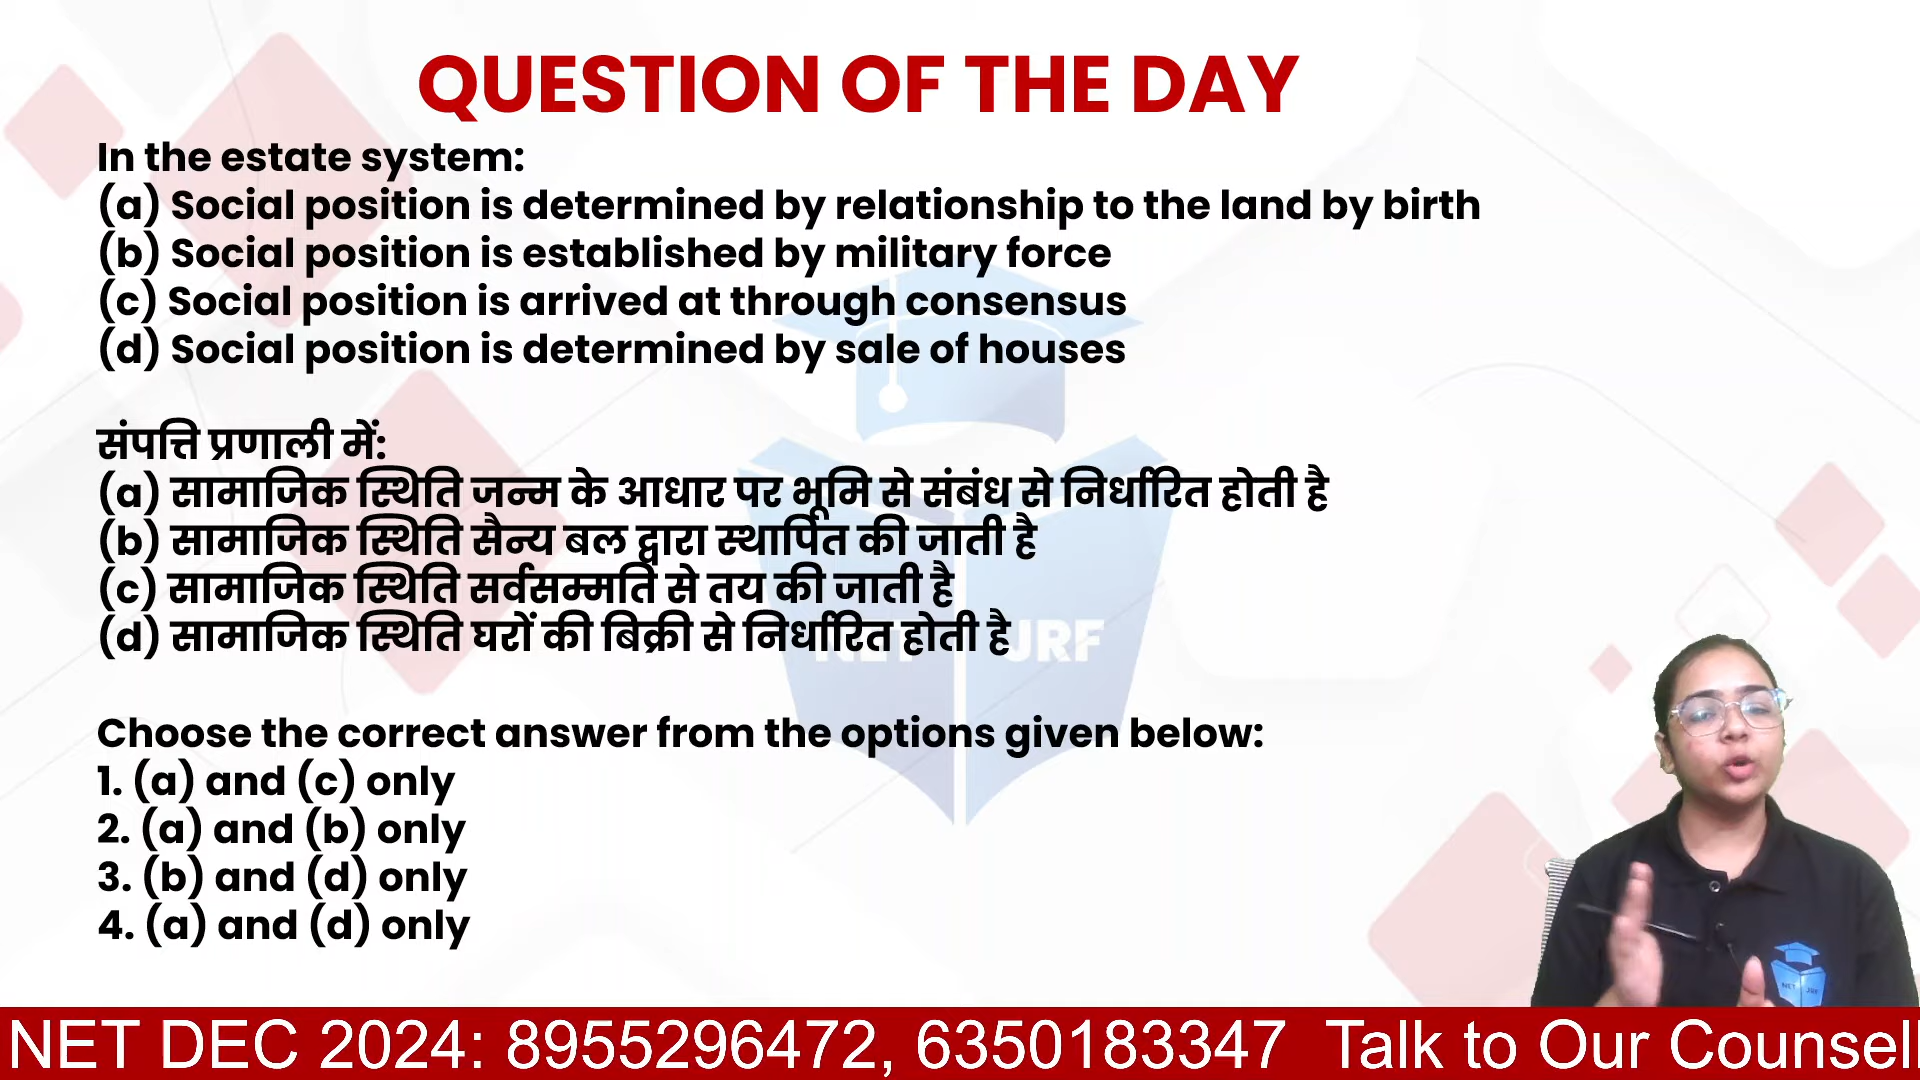 QUESTION OF THE DAY
In the estate system:
(a) Social position is determined by relationship to the land by birth
(b) Social position is established by military force
(c) Social position is arrived at through consensus
(d) Social position is determined by sale of houses
संपत्ति प्रणाली में:
(a) सामाजिक स्थिति जन्म के आधार पर भूमि से संबंध से निर्धारित होती है
(b) सामाजिक स्थिति सैन्य बल द्वारा स्थापित की जाती है
(c) सामाजिक स्थिति सर्वसम्मति से तय की जाती है
(d) सामाजिक स्थिति घरों की बिक्री से निर्धारित होती है
NET JRF
Choose the correct answer from the options given below:
1. (a) and (c) only
2. (a) and (b) only
3. (b) and (d) only
4. (a) and (d) only
NET JRF
NET DEC 2024: 8955296472, 6350183347 Talk to Our Counsel